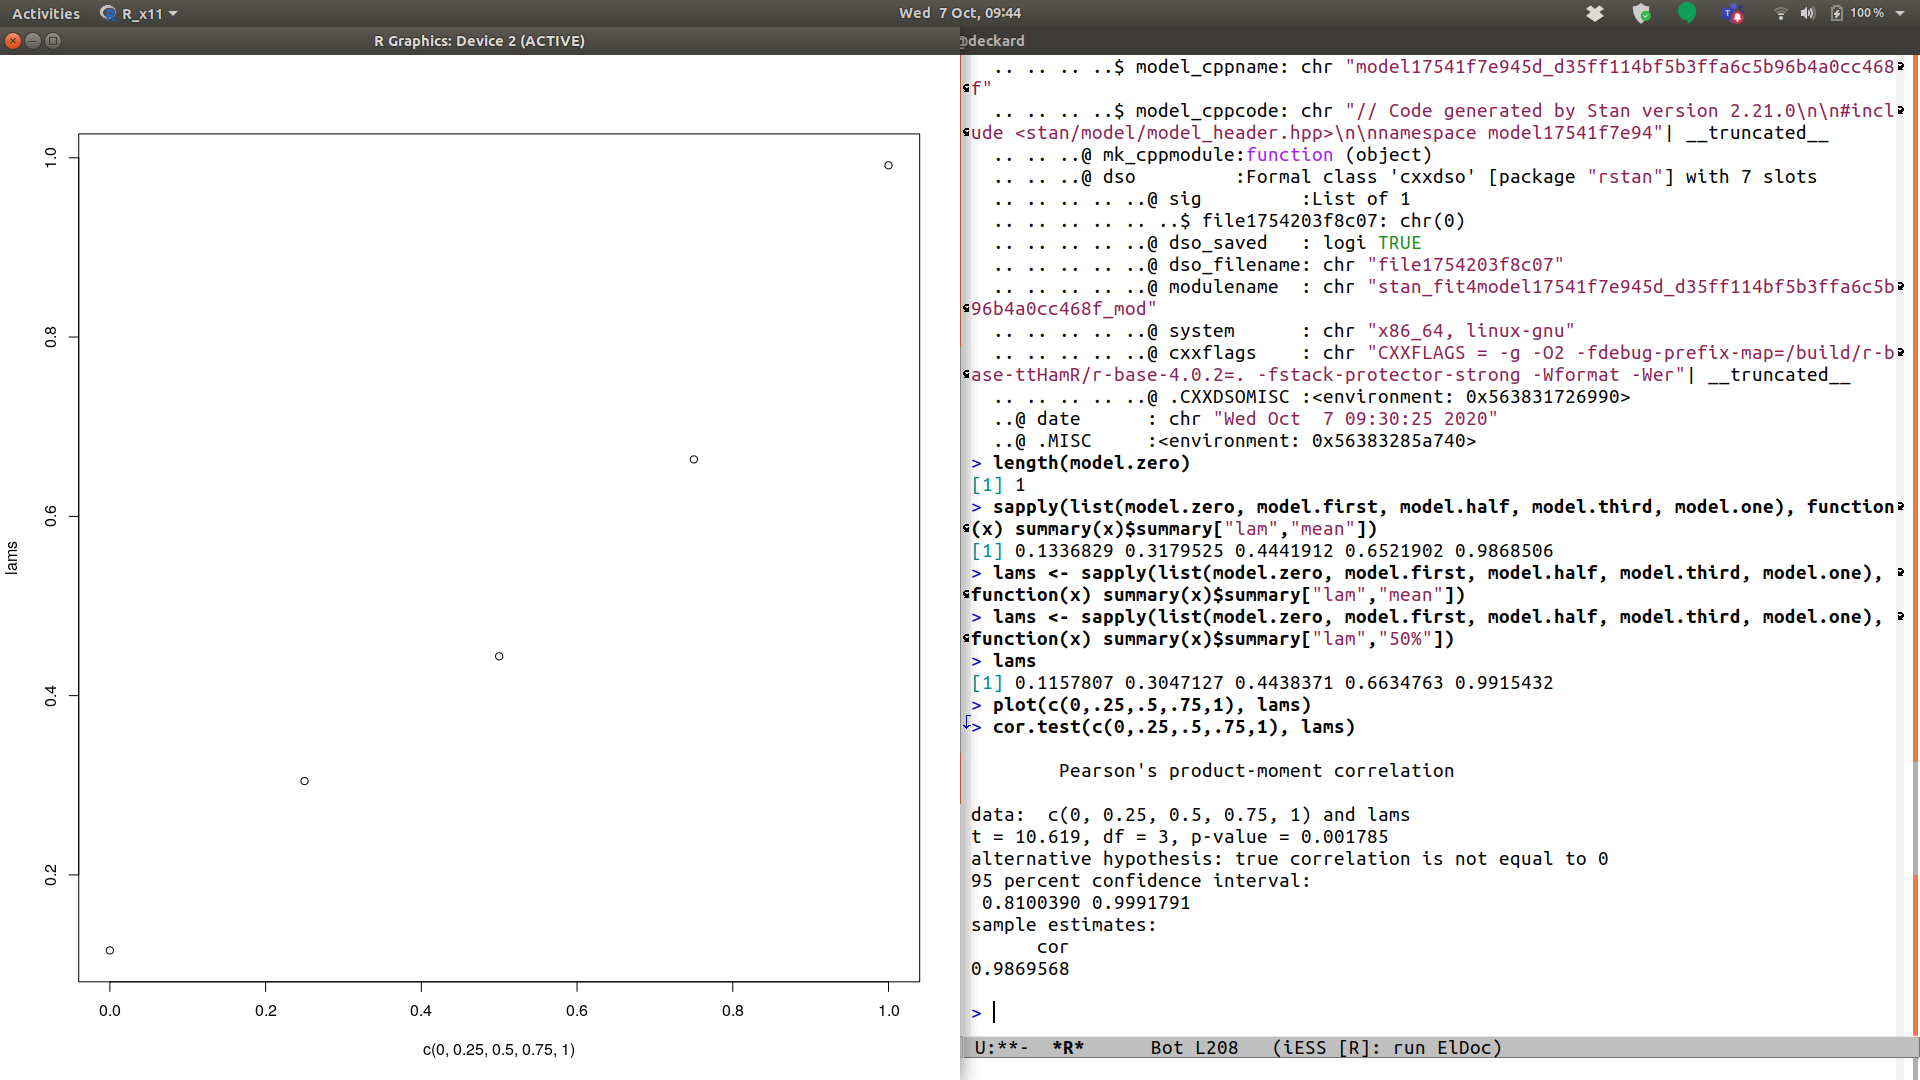 Activities R_x11 Wed 7 Oct, 09:44 100 %
R Graphics: Device 2 (ACTIVE)
@deckard
1.0
0.8
0.6
0.4
0.2
lams
0.0 0.2 0.4 0.6 0.8 1.0
c(0, 0.25, 0.5, 0.75, 1)
.. .. .. ..$ model_cppname: chr "model17541f7e945d_d35ff114bf5b3ffa6c5b96b4a0cc468
f"
.. .. .. ..$ model_cppcode: chr "// Code generated by Stan version 2.21.0\n\n#incl
ude <stan/model/model_header.hpp>\n\nnamespace model17541f7e94"| __truncated__
.. .. ..@ mk_cppmodule:function (object)
.. .. ..@ dso :Formal class 'cxxdso' [package "rstan"] with 7 slots
.. .. .. .. ..@ sig :List of 1
.. .. .. .. .. ..$ file1754203f8c07: chr(0)
.. .. .. .. ..@ dso_saved : logi TRUE
.. .. .. .. ..@ dso_filename: chr "file1754203f8c07"
.. .. .. .. ..@ modulename : chr "stan_fit4model17541f7e945d_d35ff114bf5b3ffa6c5b
96b4a0cc468f_mod"
.. .. .. .. ..@ system : chr "x86_64, linux-gnu"
.. .. .. .. ..@ cxxflags : chr "CXXFLAGS = -g -O2 -fdebug-prefix-map=/build/r-b
ase-ttHamR/r-base-4.0.2=. -fstack-protector-strong -Wformat -Wer"| __truncated__
.. .. .. .. ..@ .CXXDSOMISC :<environment: 0x563831726990>
..@ date : chr "Wed Oct  7 09:30:25 2020"
..@ .MISC :<environment: 0x56383285a740>
> length(model.zero)
[1] 1
> sapply(list(model.zero, model.first, model.half, model.third, model.one), function
(x) summary(x)$summary["lam","mean"])
[1] 0.1336829 0.3179525 0.4441912 0.6521902 0.9868506
> lams <- sapply(list(model.zero, model.first, model.half, model.third, model.one),
function(x) summary(x)$summary["lam","mean"])
> lams <- sapply(list(model.zero, model.first, model.half, model.third, model.one),
function(x) summary(x)$summary["lam","50%"])
> lams
[1] 0.1157807 0.3047127 0.4438371 0.6634763 0.9915432
> plot(c(0,.25,.5,.75,1), lams)
> cor.test(c(0,.25,.5,.75,1), lams)
Pearson's product-moment correlation
data:  c(0, 0.25, 0.5, 0.75, 1) and lams
t = 10.619, df = 3, p-value = 0.001785
alternative hypothesis: true correlation is not equal to 0
95 percent confidence interval:
0.8100390 0.9991791
sample estimates:
cor
0.9869568
>
U:**-  *R*      Bot L208   (iESS [R]: run ElDoc)